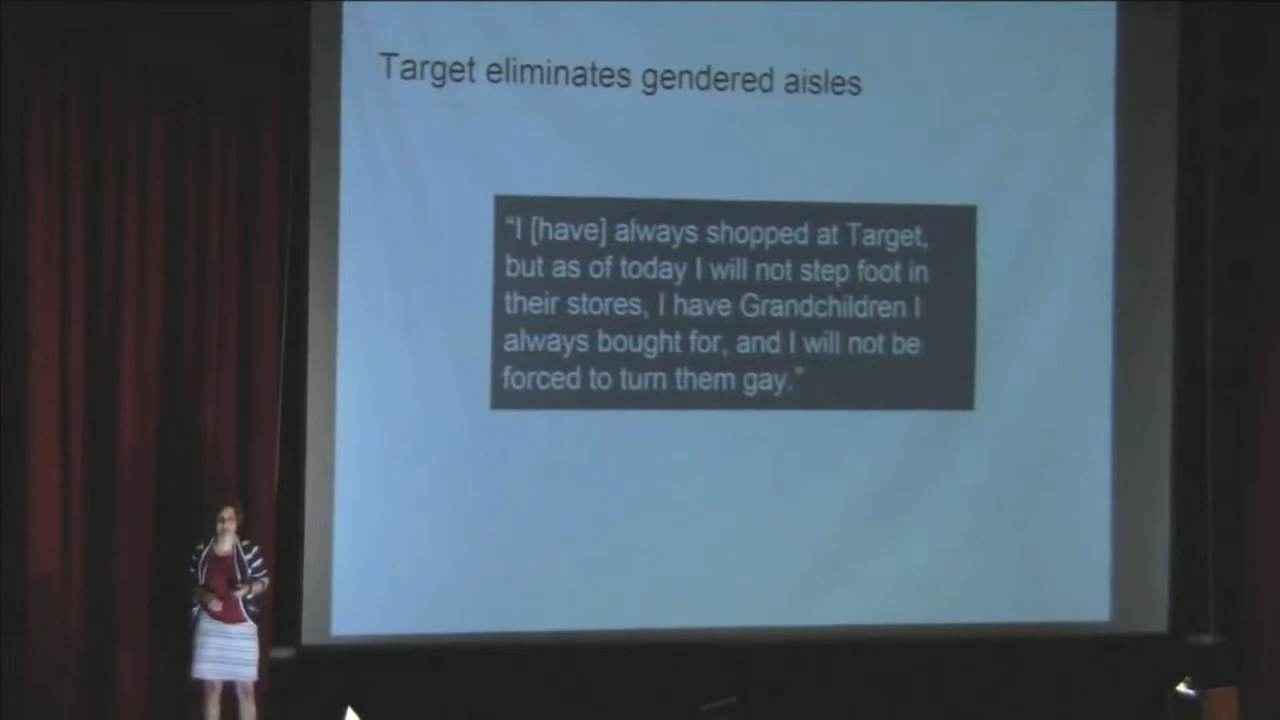 Target eliminates gendered aisles
“I [have] always shopped at Target,
but as of today I will not step foot in
their stores, I have Grandchildren I
always bought for, and I will not be
forced to turn them gay.”